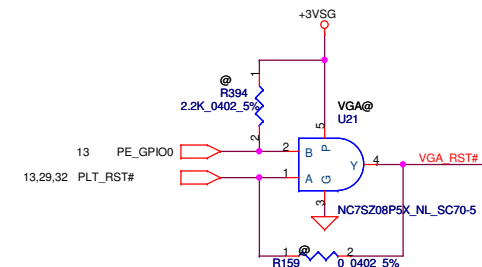 +3VSG
1
@
R394
2.2K_0402_5%
2
VGA@
U21
5
13 PE_GPIO0
2 B P
Y 4 VGA_RST#
13,29,32 PLT_RST#
1 A G
3
NC7SZ08P5X_NL_SC70-5
1 @ 2
R159 0_0402_5%